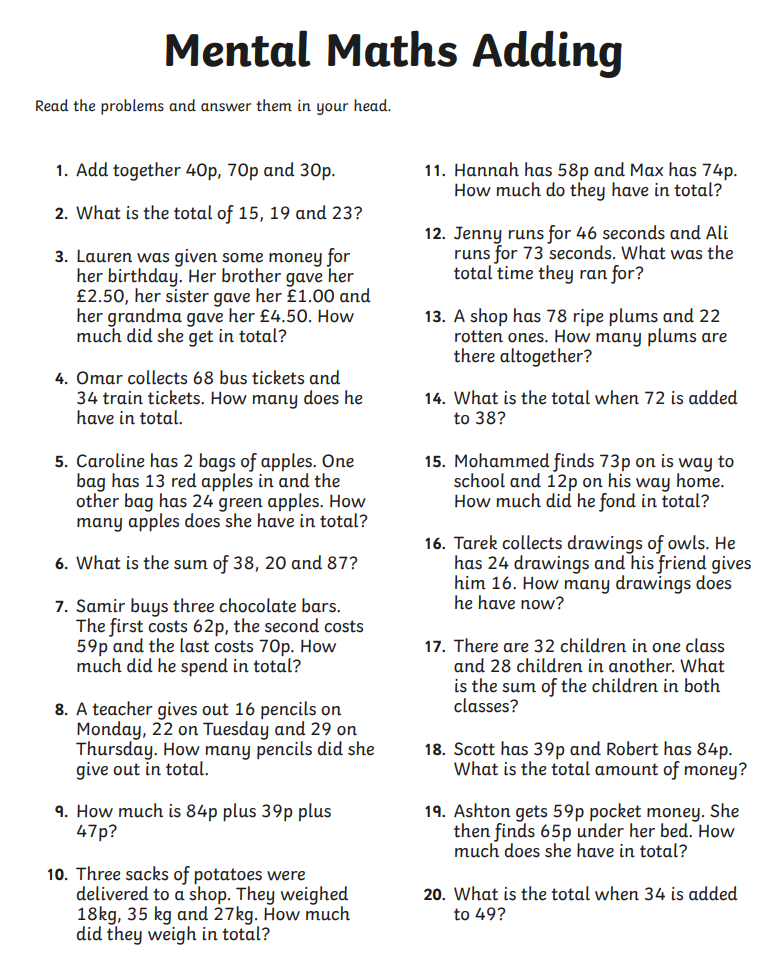 Mental Maths Adding
Read the problems and answer them in your head.
1. Add together 40p, 70p and 30p.
2. What is the total of 15, 19 and 23?
3. Lauren was given some money for
her birthday. Her brother gave her
£2.50, her sister gave her £1.00 and
her grandma gave her £4.50. How
much did she get in total?
4. Omar collects 68 bus tickets and
34 train tickets. How many does he
have in total.
5. Caroline has 2 bags of apples. One
bag has 13 red apples in and the
other bag has 24 green apples. How
many apples does she have in total?
6. What is the sum of 38, 20 and 87?
7. Samir buys three chocolate bars.
The first costs 62p, the second costs
59p and the last costs 70p. How
much did he spend in total?
8. A teacher gives out 16 pencils on
Monday, 22 on Tuesday and 29 on
Thursday. How many pencils did she
give out in total.
9. How much is 84p plus 39p plus
47p?
10. Three sacks of potatoes were
delivered to a shop. They weighed
18kg, 35 kg and 27kg. How much
did they weigh in total?
11. Hannah has 58p and Max has 74p.
How much do they have in total?
12. Jenny runs for 46 seconds and Ali
runs for 73 seconds. What was the
total time they ran for?
13. A shop has 78 ripe plums and 22
rotten ones. How many plums are
there altogether?
14. What is the total when 72 is added
to 38?
15. Mohammed finds 73p on is way to
school and 12p on his way home.
How much did he fond in total?
16. Tarek collects drawings of owls. He
has 24 drawings and his friend gives
him 16. How many drawings does
he have now?
17. There are 32 children in one class
and 28 children in another. What
is the sum of the children in both
classes?
18. Scott has 39p and Robert has 84p.
What is the total amount of money?
19. Ashton gets 59p pocket money. She
then finds 65p under her bed. How
much does she have in total?
20. What is the total when 34 is added
to 49?